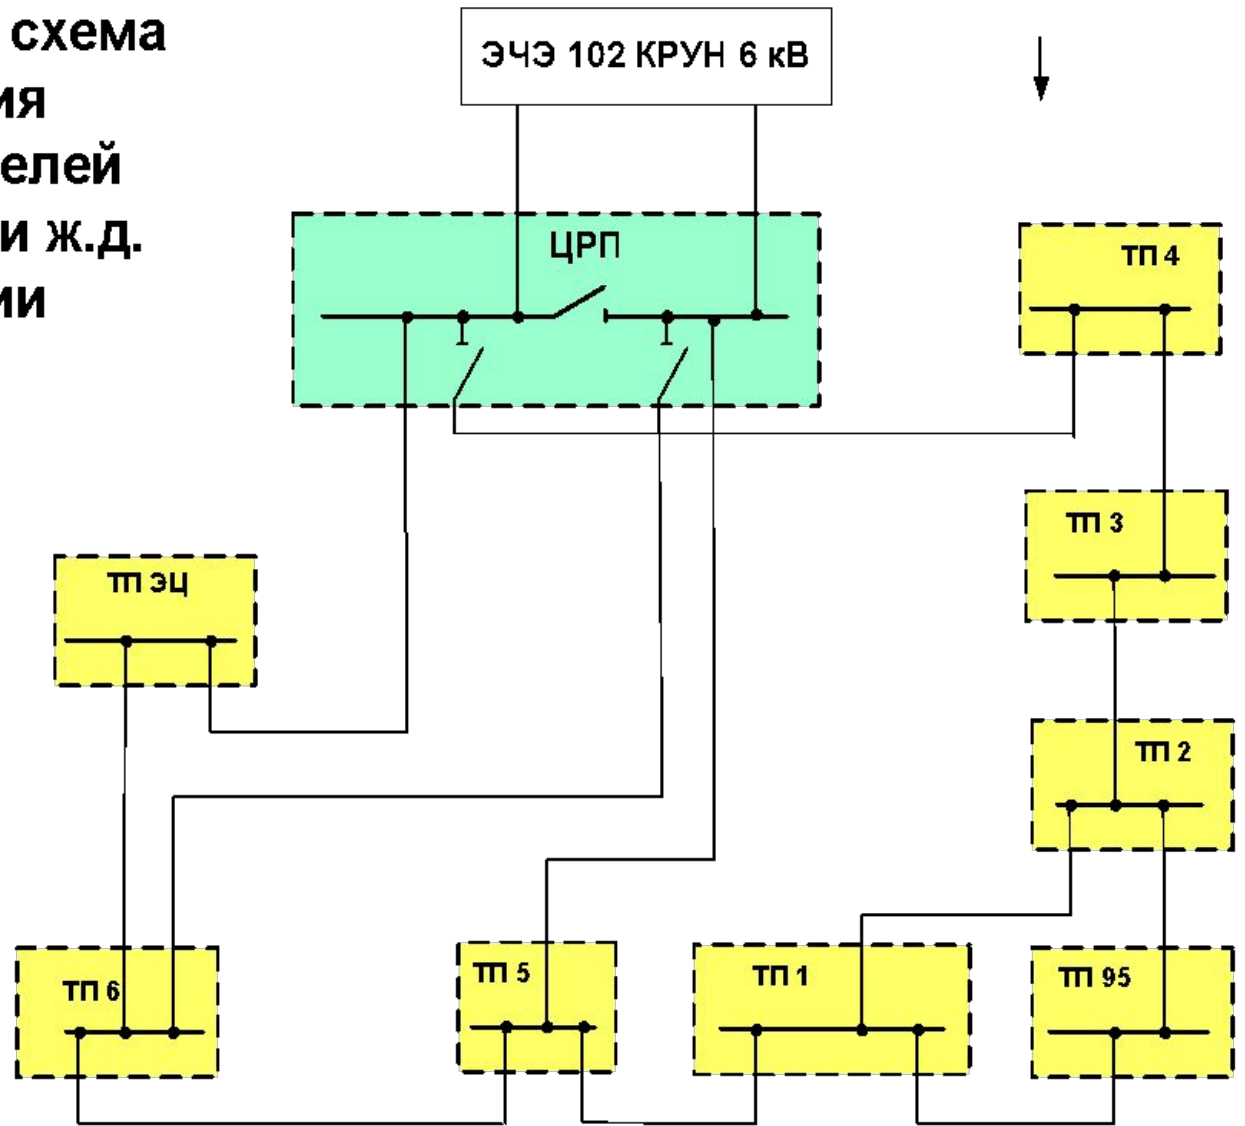 схема
ия
елей
и ж.д.
ии
ЭЧЭ 102 КРУН 6 кВ
ЦРП
ТП 4
ТП 3
ТП ЭЦ
ТП 2
ТП 6
ТП 5
ТП 1
ТП 95